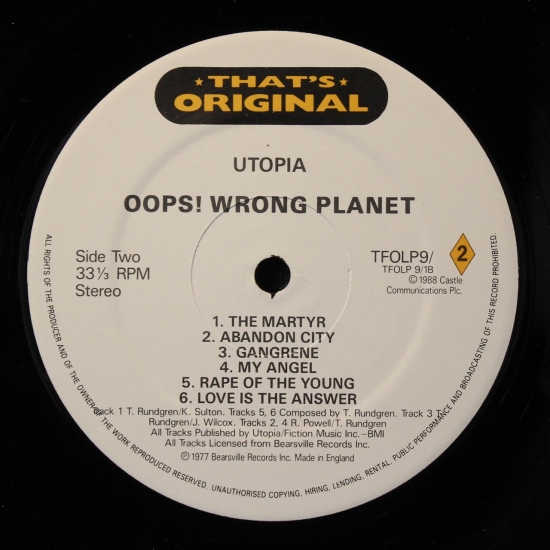 THAT'S
ORIGINAL
UTOPIA
OOPS! WRONG PLANET
Side Two
33⅓ RPM
Stereo
TFOLP9/
TFOLP 9/1B
2
© 1988 Castle
Communications Plc.
1. THE MARTYR
2. ABANDON CITY
3. GANGRENE
4. MY ANGEL
5. RAPE OF THE YOUNG
6. LOVE IS THE ANSWER
Track 1 T. Rundgren/K. Sulton. Tracks 5, 6 Composed by T. Rundgren. Track 3 T.
Rundgren/J. Wilcox. Tracks 2, 4 R. Powell/T. Rundgren
All Tracks Published by Utopia/Fiction Music Inc.–BMI
All Tracks Licensed from Bearsville Records Inc.
℗ 1977 Bearsville Records Inc. Made in England
ALL RIGHTS OF THE PRODUCER AND OF THE OWNER OF THE WORK REPRODUCED RESERVED. UNAUTHORISED COPYING, HIRING, LENDING, RENTAL, PUBLIC PERFORMANCE AND BROADCASTING OF THIS RECORD PROHIBITED.